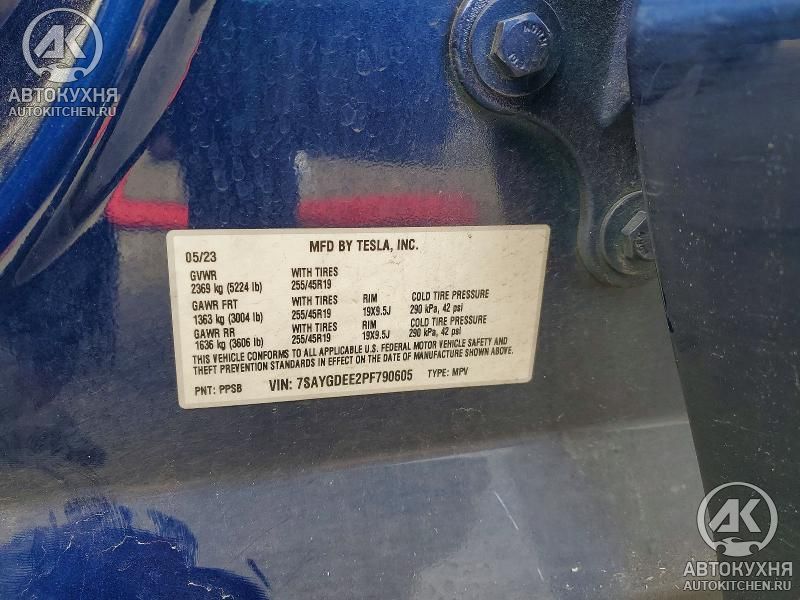 АК
АВТОКУХНЯ
AUTOKITCHEN.RU
MFD BY TESLA, INC.
05/23
GVWR WITH TIRES
2369 kg (5224 lb) 255/45R19
GAWR FRT WITH TIRES RIM COLD TIRE PRESSURE
1363 kg (3004 lb) 255/45R19 19X9.5J 290 kPa, 42 psi
GAWR RR WITH TIRES RIM COLD TIRE PRESSURE
1636 kg (3606 lb) 255/45R19 19X9.5J 290 kPa, 42 psi
THIS VEHICLE CONFORMS TO ALL APPLICABLE U.S. FEDERAL MOTOR VEHICLE SAFETY AND
THEFT PREVENTION STANDARDS IN EFFECT ON THE DATE OF MANUFACTURE SHOWN ABOVE.
PNT: PPSB VIN: 7SAYGDEE2PF790605 TYPE: MPV
АК
АВТОКУХНЯ
AUTOKITCHEN.RU